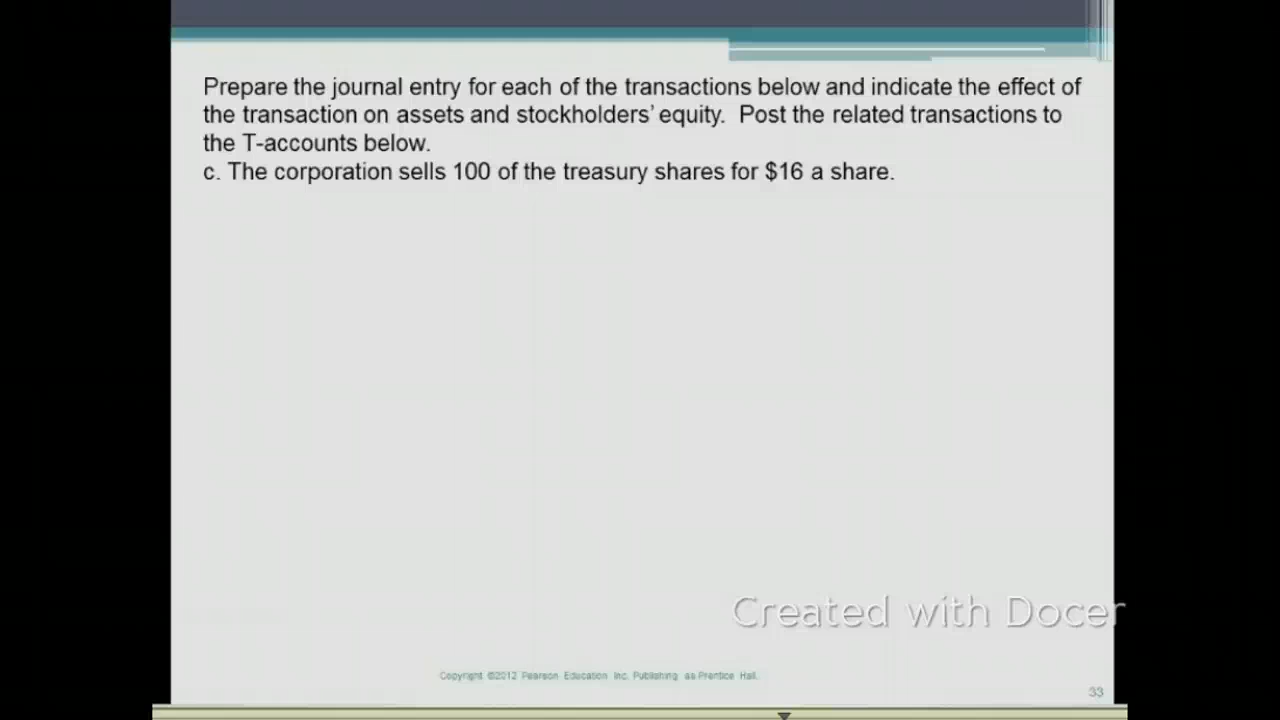 Prepare the journal entry for each of the transactions below and indicate the effect of
the transaction on assets and stockholders’ equity.  Post the related transactions to
the T-accounts below.
c. The corporation sells 100 of the treasury shares for $16 a share.
Created with Docer
Copyright ©2012 Pearson Education Inc. Publishing as Prentice Hall.
33